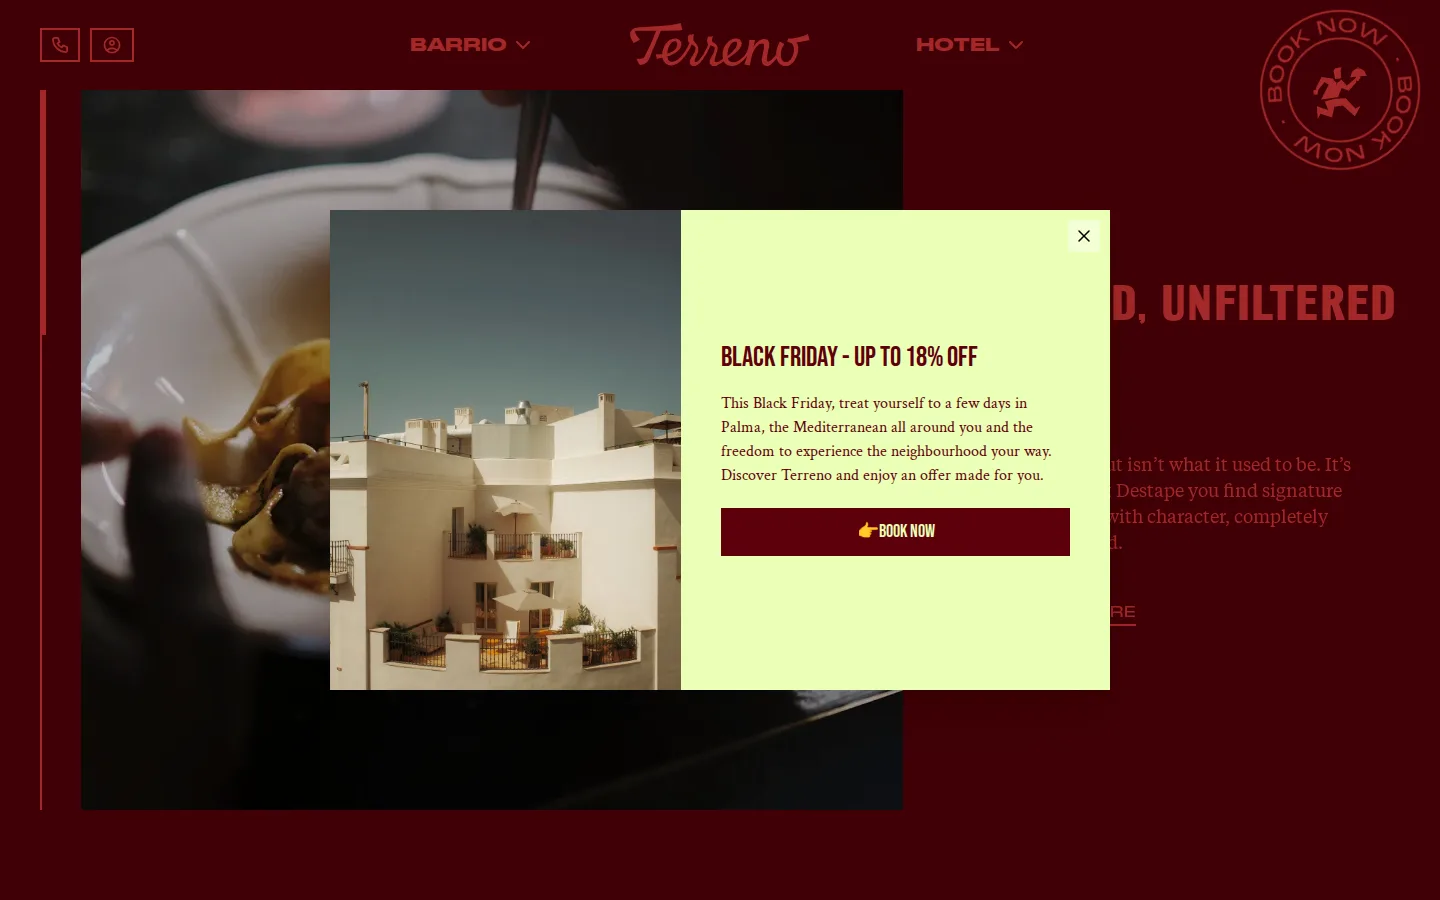 BARRIO
Terreno
HOTEL
BOOK NOW · BOOK NOW ·
D, UNFILTERED
BLACK FRIDAY - UP TO 18% OFF
This Black Friday, treat yourself to a few days in
Palma, the Mediterranean all around you and the
freedom to experience the neighbourhood your way.
Discover Terreno and enjoy an offer made for you.
👉BOOK NOW
isn’t what it used to be. It’s
Destape you find signature
with character, completely
RE